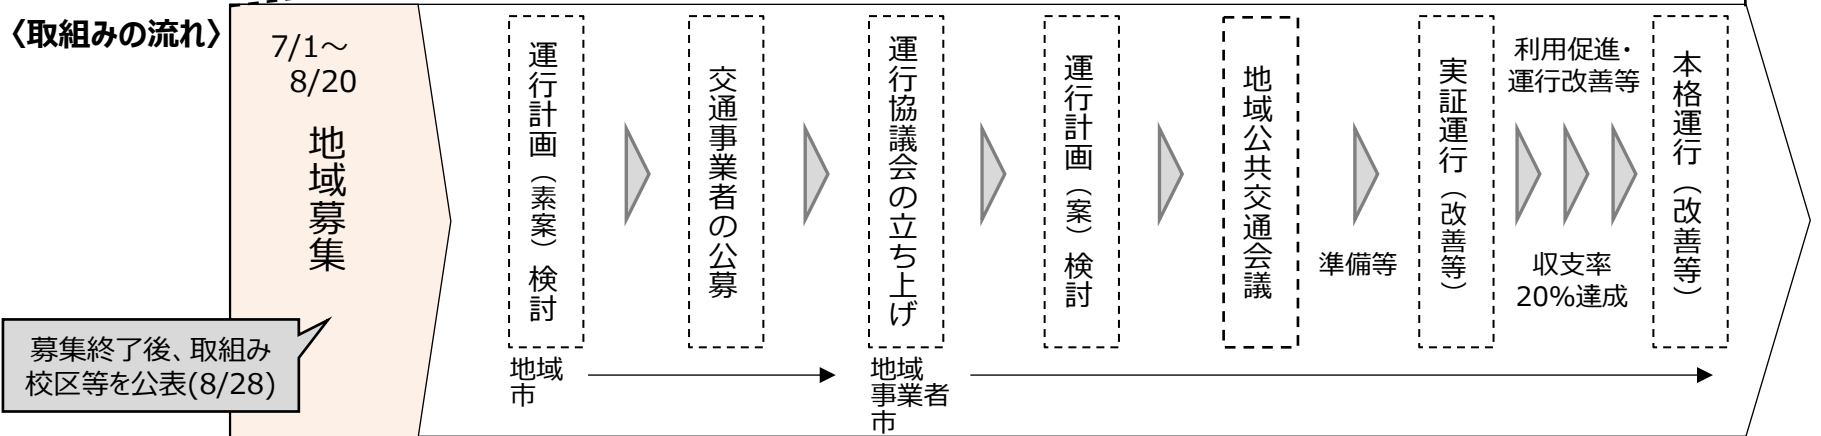 〈取組みの流れ〉
7/1～
8/20
地域募集
募集終了後、取組み
校区等を公表(8/28)
運行計画（素案）検討
交通事業者の公募
運行協議会の立ち上げ
運行計画（案）検討
地域公共交通会議
準備等
実証運行（改善等）
利用促進・
運行改善等
収支率
20%達成
本格運行（改善等）
地域
市
地域
事業者
市